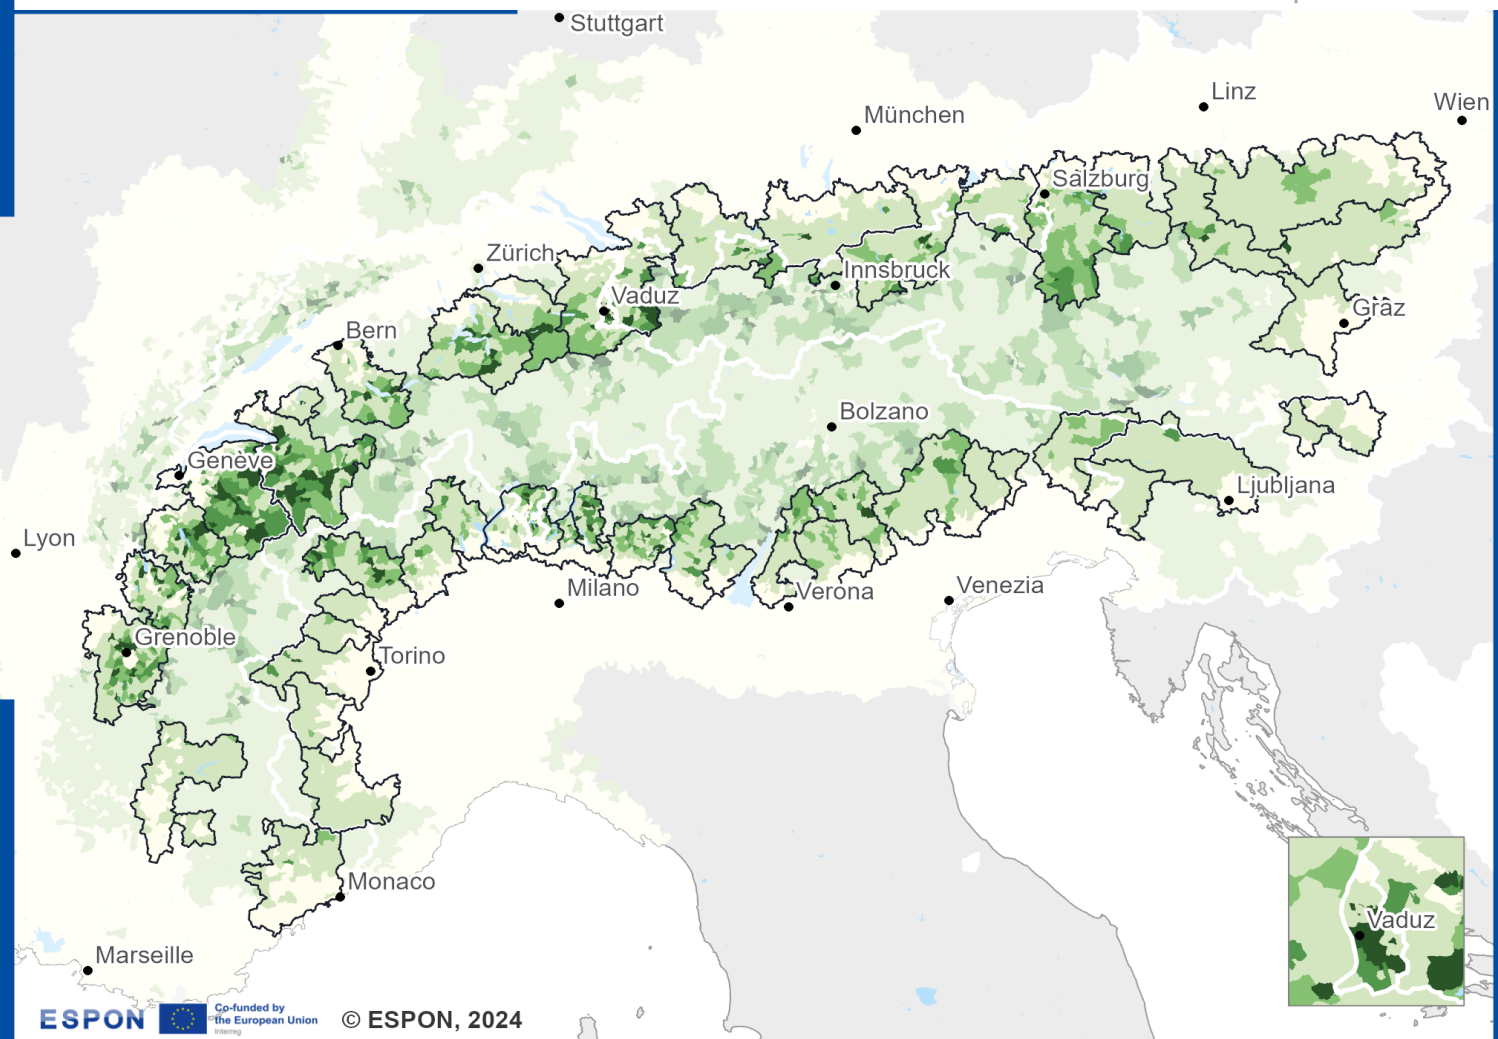 Stuttgart
Linz
Wien
München
Salzburg
Zürich
Innsbruck
Vaduz
Graz
Bern
Bolzano
Genève
Ljubljana
Lyon
Milano
Verona
Venezia
Grenoble
Torino
Monaco
Vaduz
Marseille
ESPON
Co-funded by
the European Union
Interreg
© ESPON, 2024